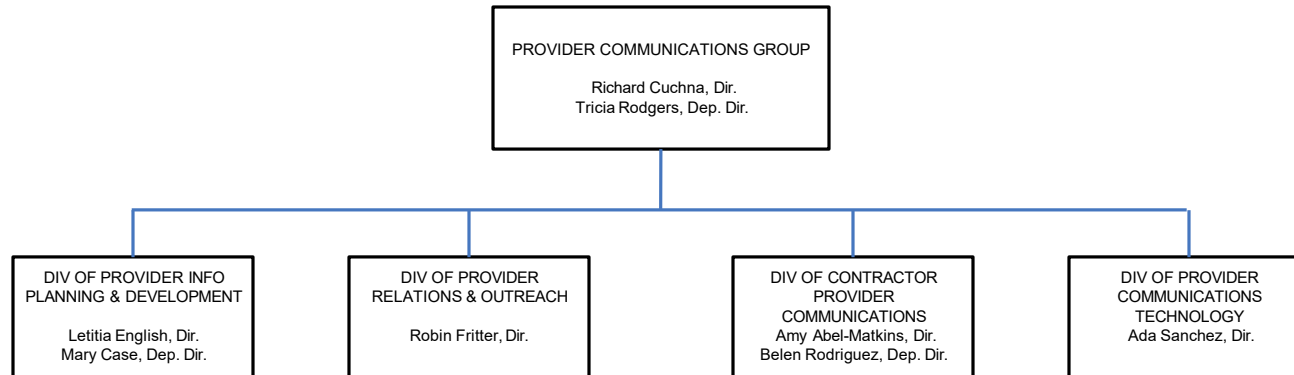 PROVIDER COMMUNICATIONS GROUP
Richard Cuchna, Dir.
Tricia Rodgers, Dep. Dir.
DIV OF PROVIDER INFO
PLANNING & DEVELOPMENT
Letitia English, Dir.
Mary Case, Dep. Dir.
DIV OF PROVIDER
RELATIONS & OUTREACH
Robin Fritter, Dir.
DIV OF CONTRACTOR
PROVIDER
COMMUNICATIONS
Amy Abel-Matkins, Dir.
Belen Rodriguez, Dep. Dir.
DIV OF PROVIDER
COMMUNICATIONS
TECHNOLOGY
Ada Sanchez, Dir.